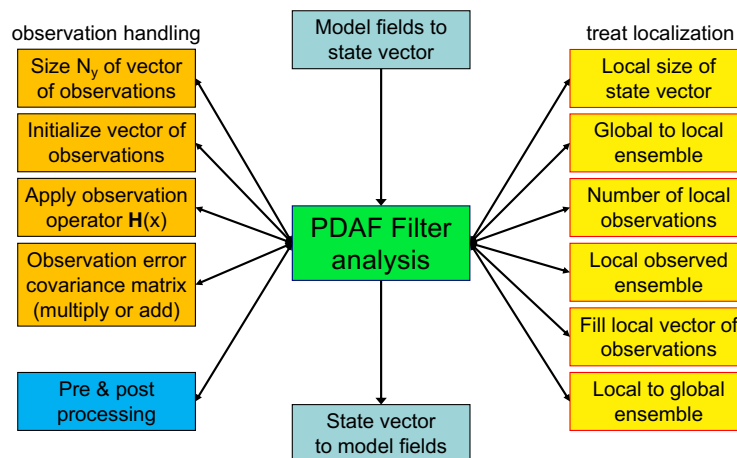 observation handling
Size Ny of vector
of observations
Initialize vector of
observations
Apply observation
operator H(x)
Observation error
covariance matrix
(multiply or add)
Pre & post
processing
Model fields to
state vector
PDAF Filter
analysis
State vector
to model fields
treat localization
Local size of
state vector
Global to local
ensemble
Number of local
observations
Local observed
ensemble
Fill local vector of
observations
Local to global
ensemble